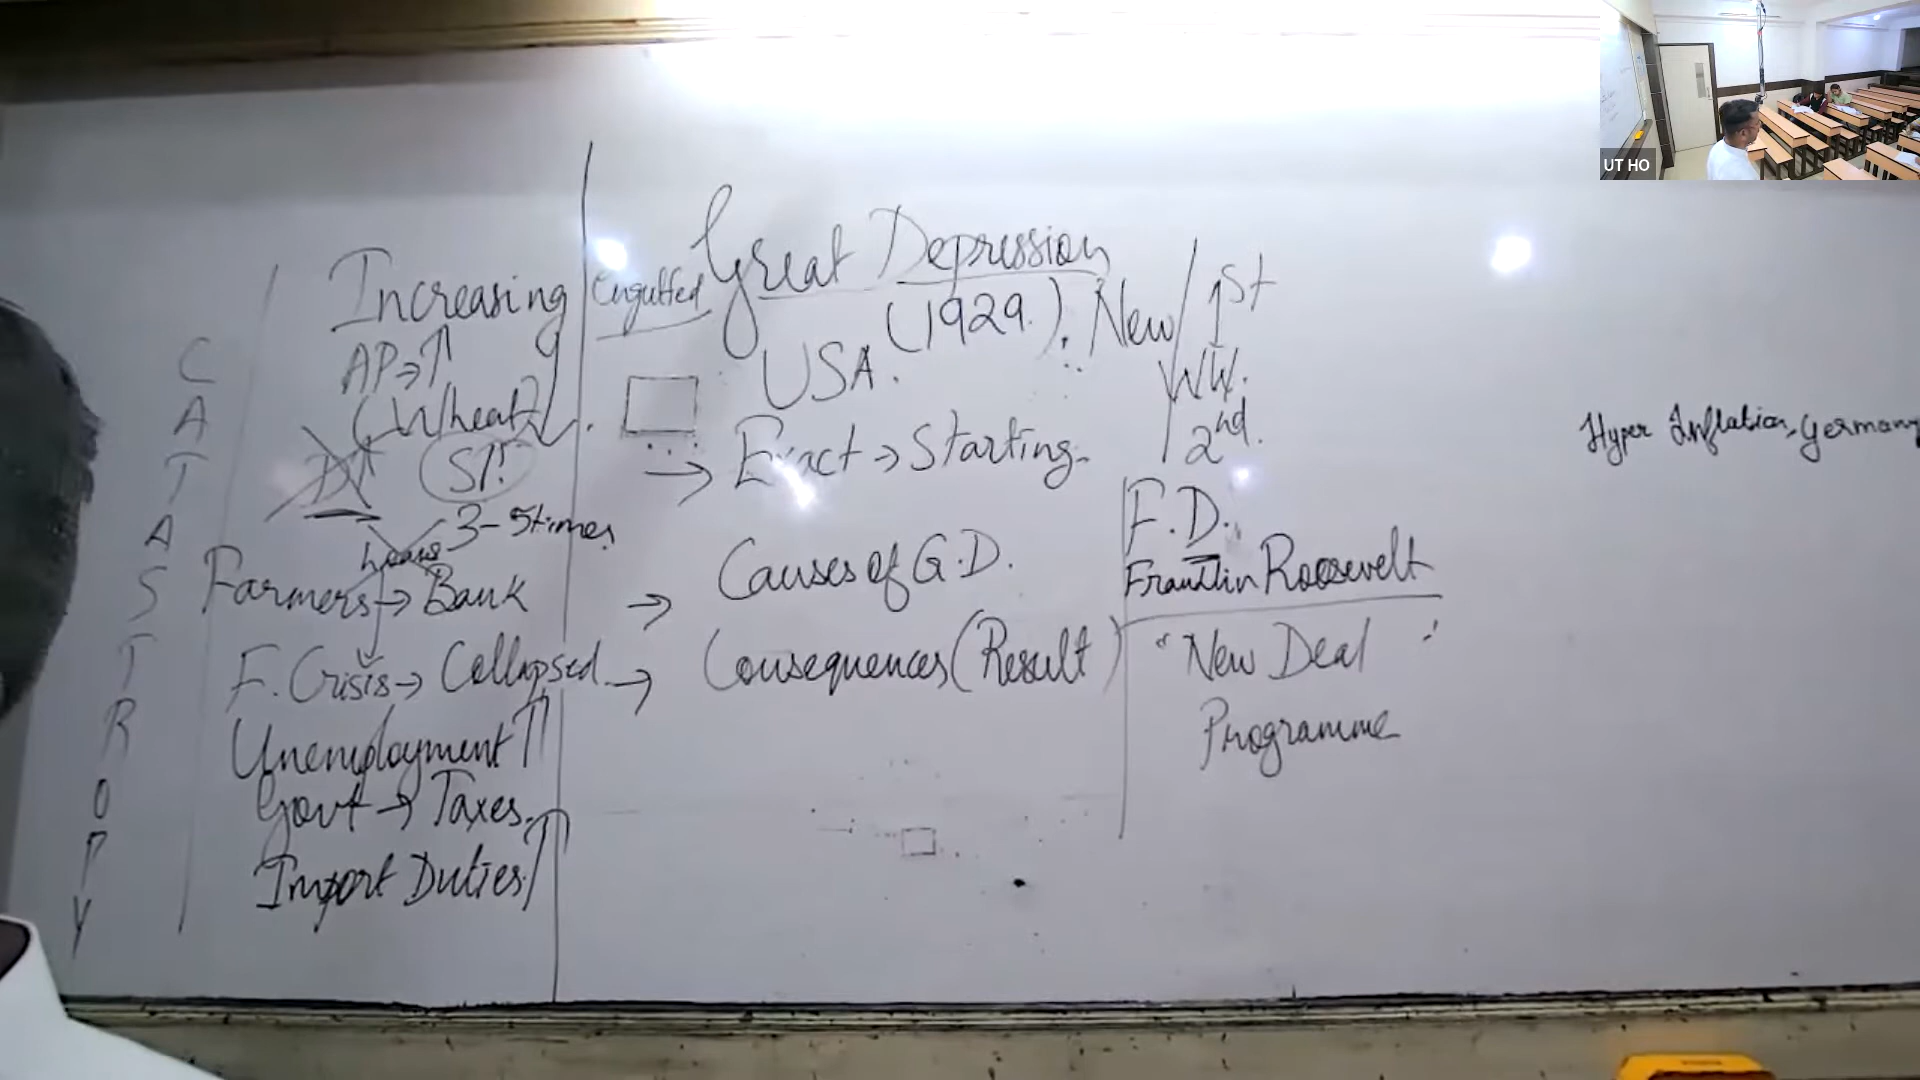 UT HO
C
A
T
A
S
T
R
O
P
Y
Increasing
AP→↑
(Wheat)
D↑ S↑!
3-5times
Loans
Farmers → Bank
F. Crisis → Collapsed
Unemployment ↑
Govt → Taxes.
Import Duties ↑
Engulfed
Great Depression
(1929). New
USA.
→ Exact → Starting.
→ Causes of G.D.
→ Consequences (Result)
1st
WW.
2nd.
F.D.
Franklin Roosevelt
"New Deal"
Programme
Hyper Inflation, Germany